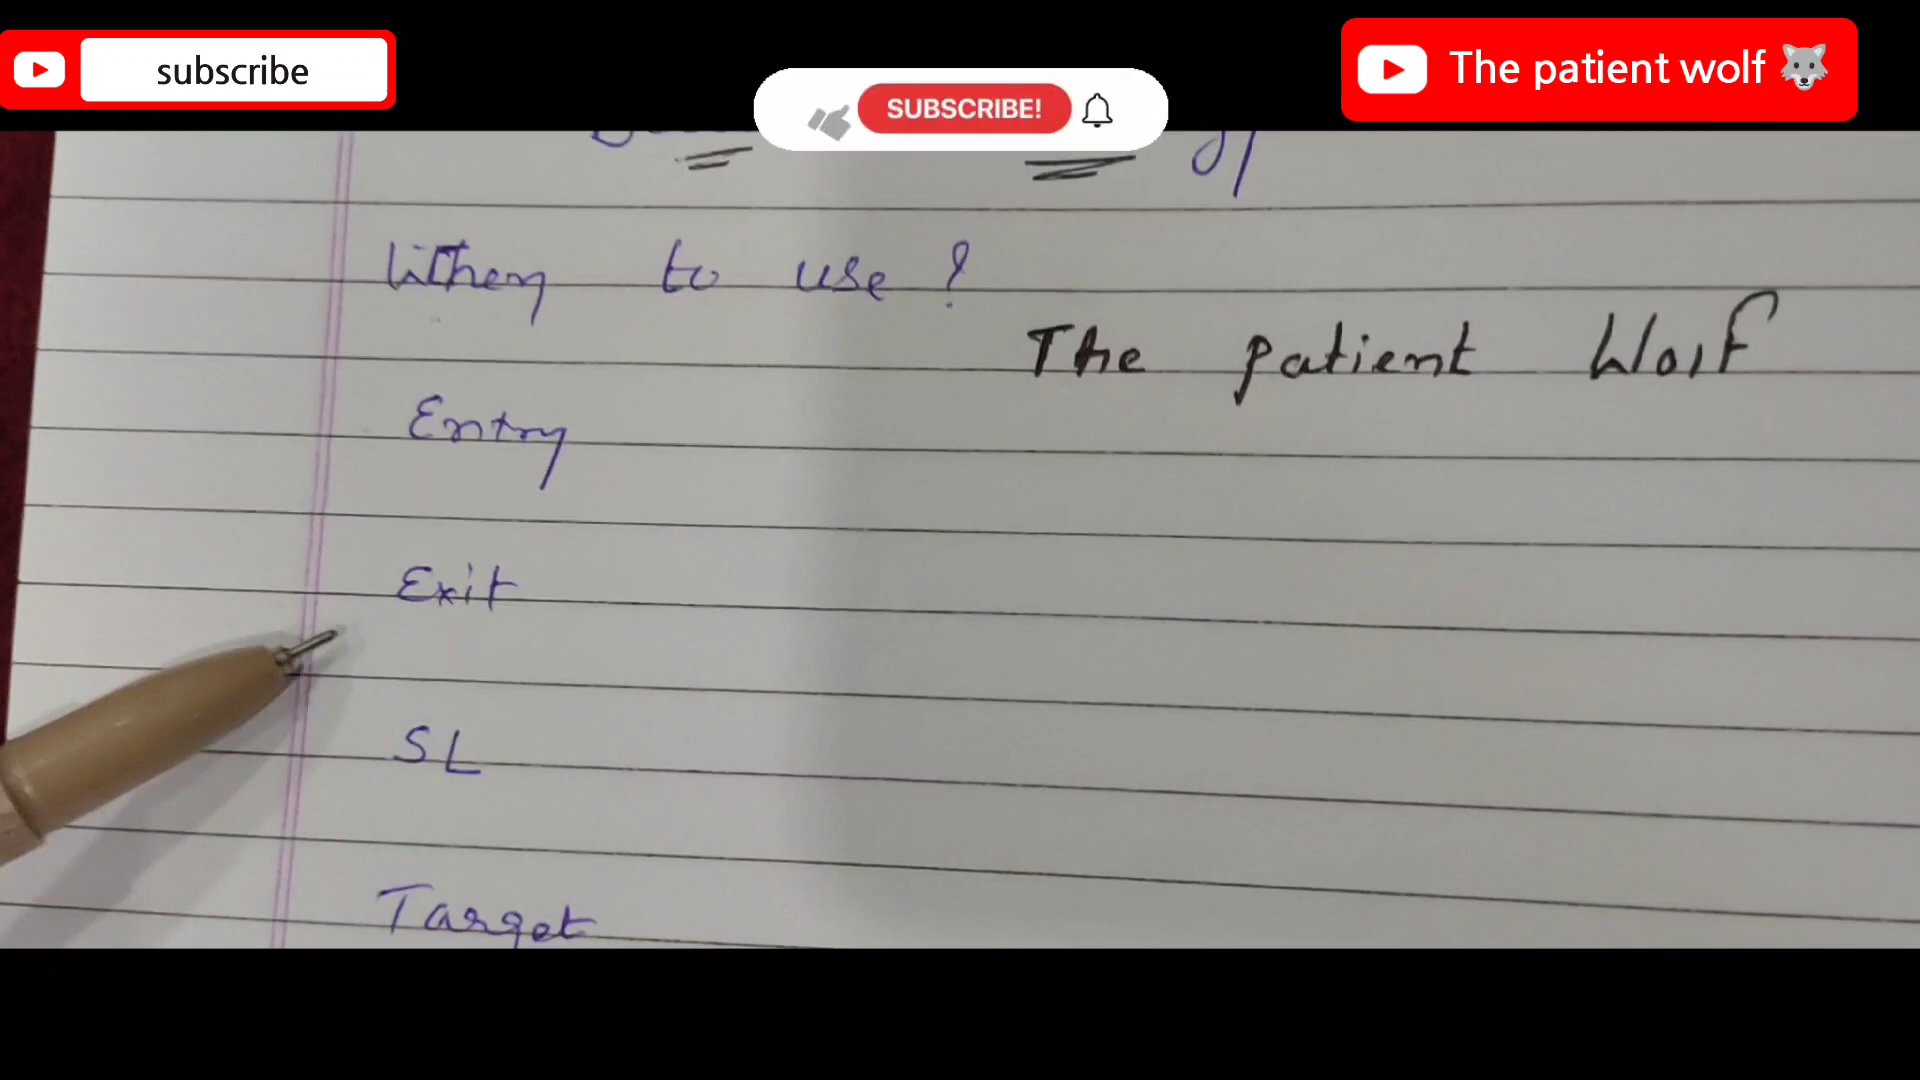 subscribe
SUBSCRIBE!
The patient wolf
When to use ?
The patient Wolf
Entry
Exit
SL
Target